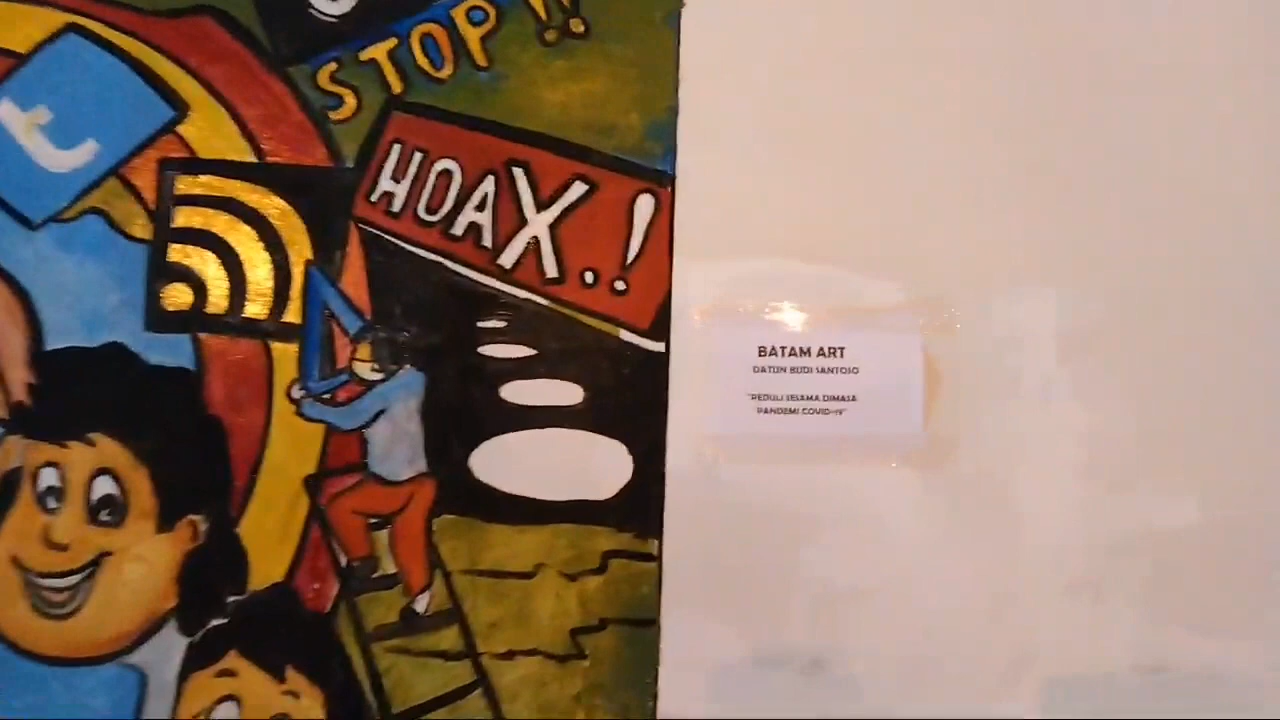 STOP !!
HOAX.!
t
BATAM ART
DATUN BUDI SANTOSO
"PEDULI SESAMA DIMASA
PANDEMI COVID-19"